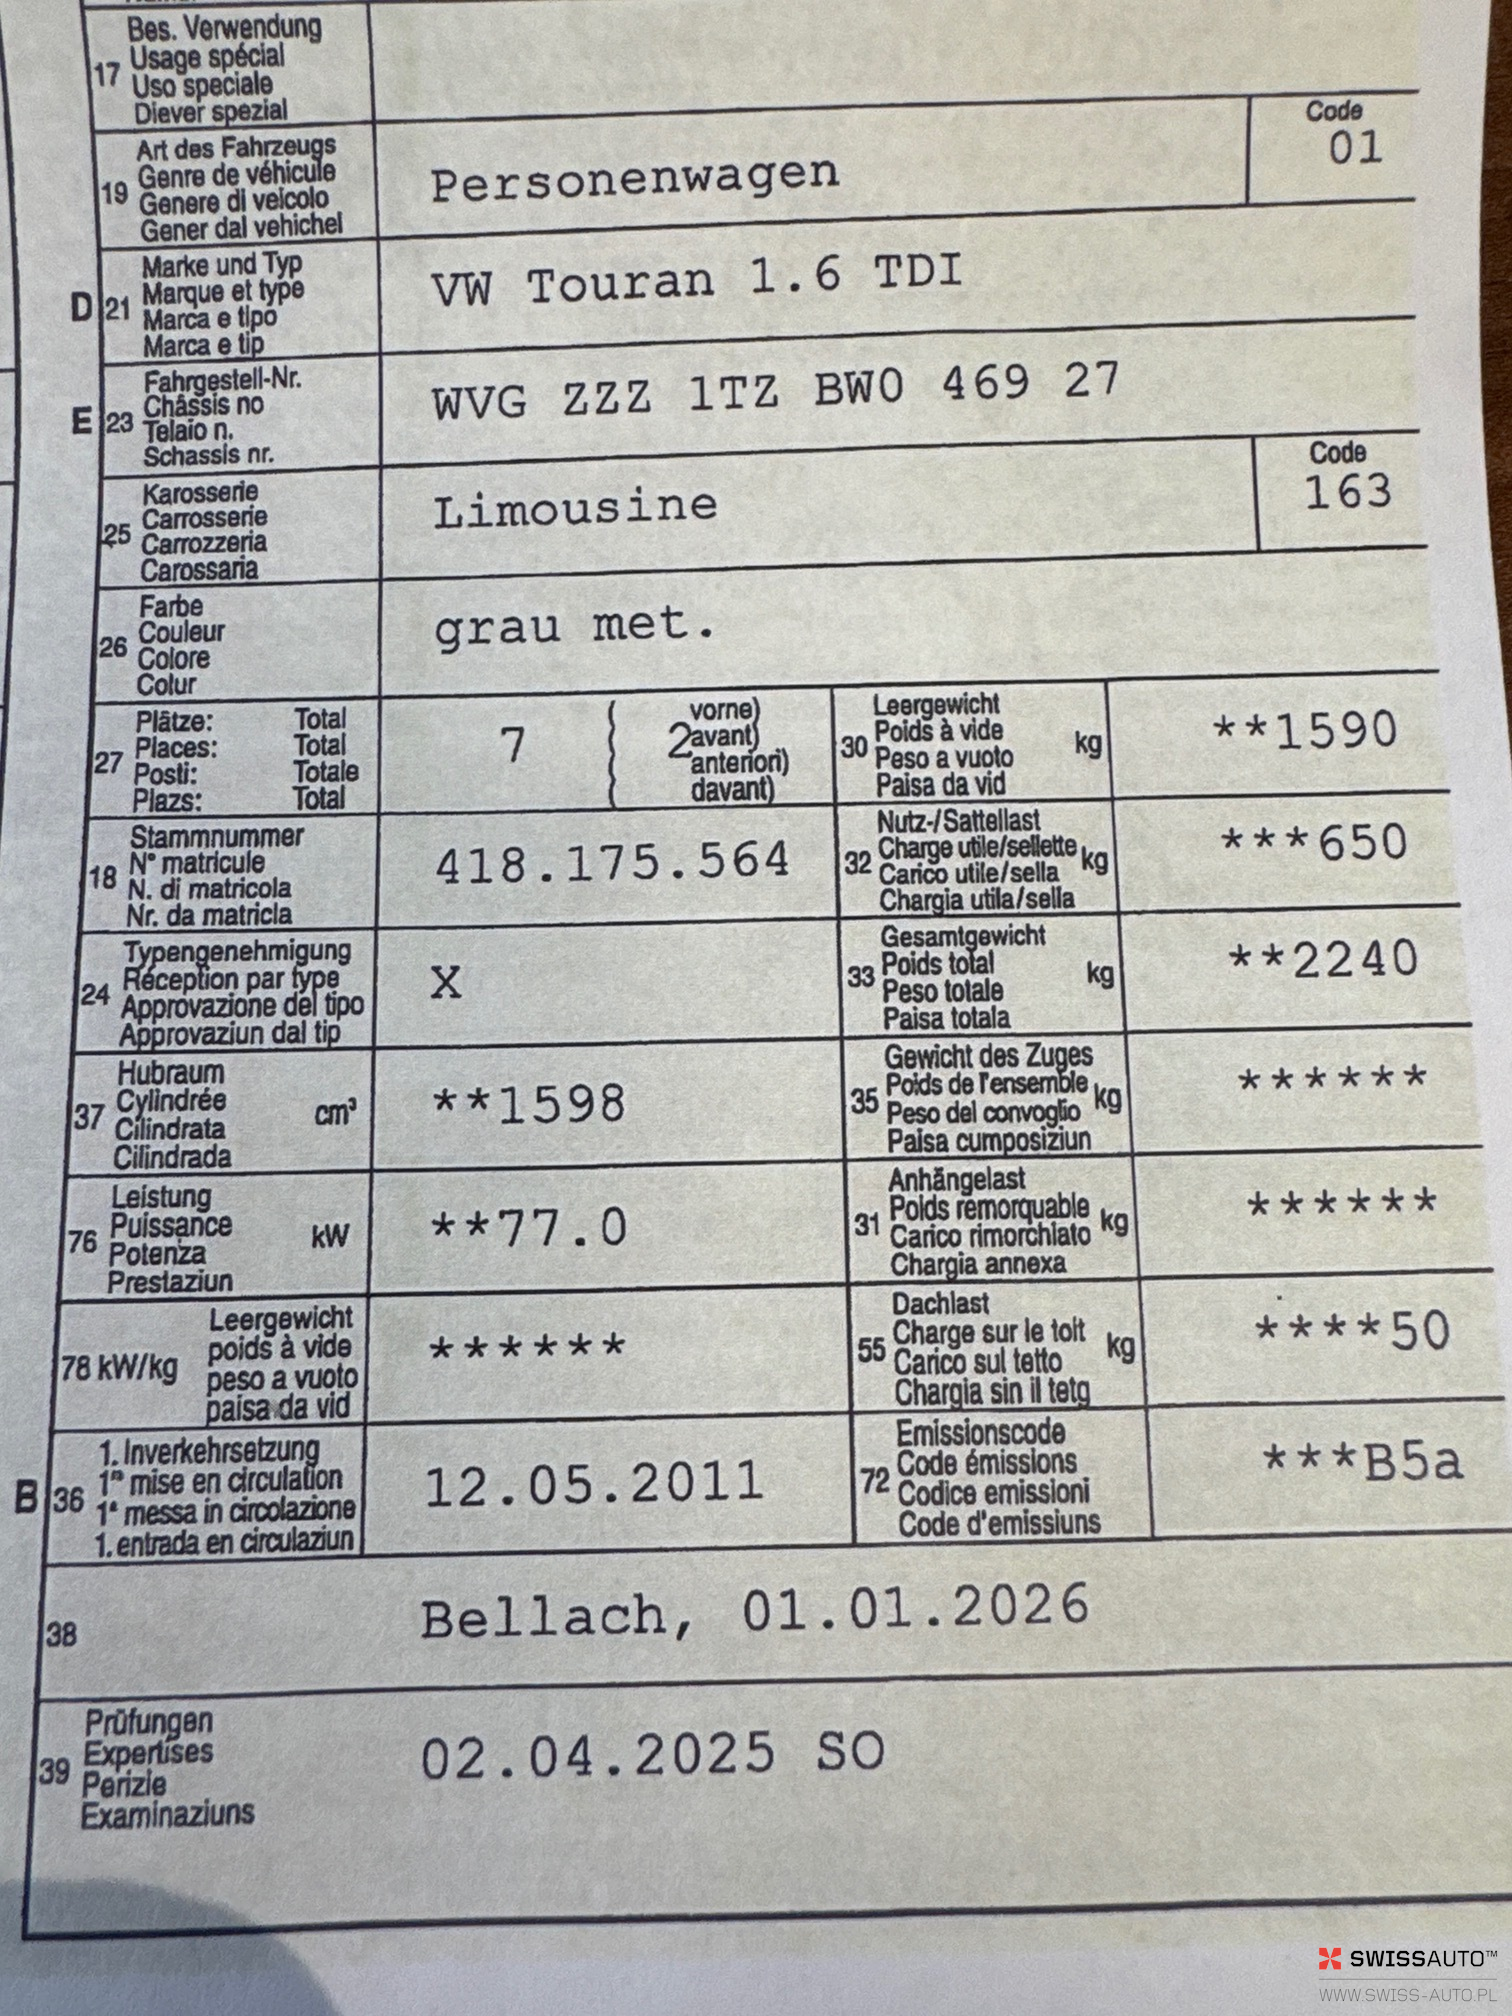 17
Bes. Verwendung
Usage spécial
Uso speciale
Diever spezial
19
Art des Fahrzeugs
Genre de véhicule
Genere di veicolo
Gener dal vehichel
Personenwagen
Code
01
D 21
Marke und Typ
Marque et type
Marca e tipo
Marca e tip
VW Touran 1.6 TDI
E 23
Fahrgestell-Nr.
Châssis no
Telaio n.
Schassis nr.
WVG ZZZ 1TZ BW0 469 27
25
Karosserie
Carrosserie
Carrozzeria
Carossaria
Limousine
Code
163
26
Farbe
Couleur
Colore
Colur
grau met.
27
Plätze: Total
Places: Total
Posti: Totale
Plazs: Total
7
2
vorne)
avant)
anteriori)
davant)
30
Leergewicht
Poids à vide
Peso a vuoto
Paisa da vid
kg
**1590
18
Stammnummer
N° matricule
N. di matricola
Nr. da matricla
418.175.564
32
Nutz-/Sattellast
Charge utile/sellette
Carico utile/sella
Chargia utila/sella
kg
***650
24
Typengenehmigung
Réception par type
Approvazione del tipo
Approvaziun dal tip
X
33
Gesamtgewicht
Poids total
Peso totale
Paisa totala
kg
**2240
37
Hubraum
Cylindrée
Cilindrata
Cilindrada
cm³
**1598
35
Gewicht des Zuges
Poids de l'ensemble
Peso del convoglio
Paisa cumposiziun
kg
******
76
Leistung
Puissance
Potenza
Prestaziun
kW
**77.0
31
Anhängelast
Poids remorquable
Carico rimorchiato
Chargia annexa
kg
******
78 kW/kg
Leergewicht
poids à vide
peso a vuoto
paisa da vid
******
55
Dachlast
Charge sur le toit
Carico sul tetto
Chargia sin il tetg
kg
****50
B 36
1. Inverkehrsetzung
1re mise en circulation
1a messa in circolazione
1. entrada en circulaziun
12.05.2011
72
Emissionscode
Code émissions
Codice emissioni
Code d'emissiuns
***B5a
38
Bellach, 01.01.2026
39
Prüfungen
Expertises
Perizie
Examinaziuns
02.04.2025 SO
SWISSAUTO™
WWW.SWISS-AUTO.PL